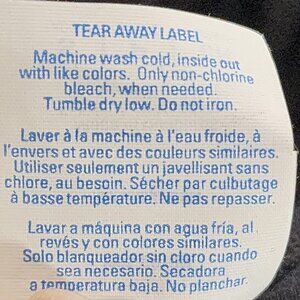 TEAR AWAY LABEL
Machine wash cold, inside out
with like colors. Only non-chlorine
bleach, when needed.
Tumble dry low. Do not iron.
Laver à la machine à l'eau froide, à
l'envers et avec des couleurs similaires.
Utiliser seulement un javellisant sans
chlore, au besoin. Sécher par culbutage
à basse température. Ne pas repasser.
Lavar a máquina con agua fría, al
revés y con colores similares.
Solo blanqueador sin cloro cuando
sea necesario. Secadora
a temperatura baja. No planchar.